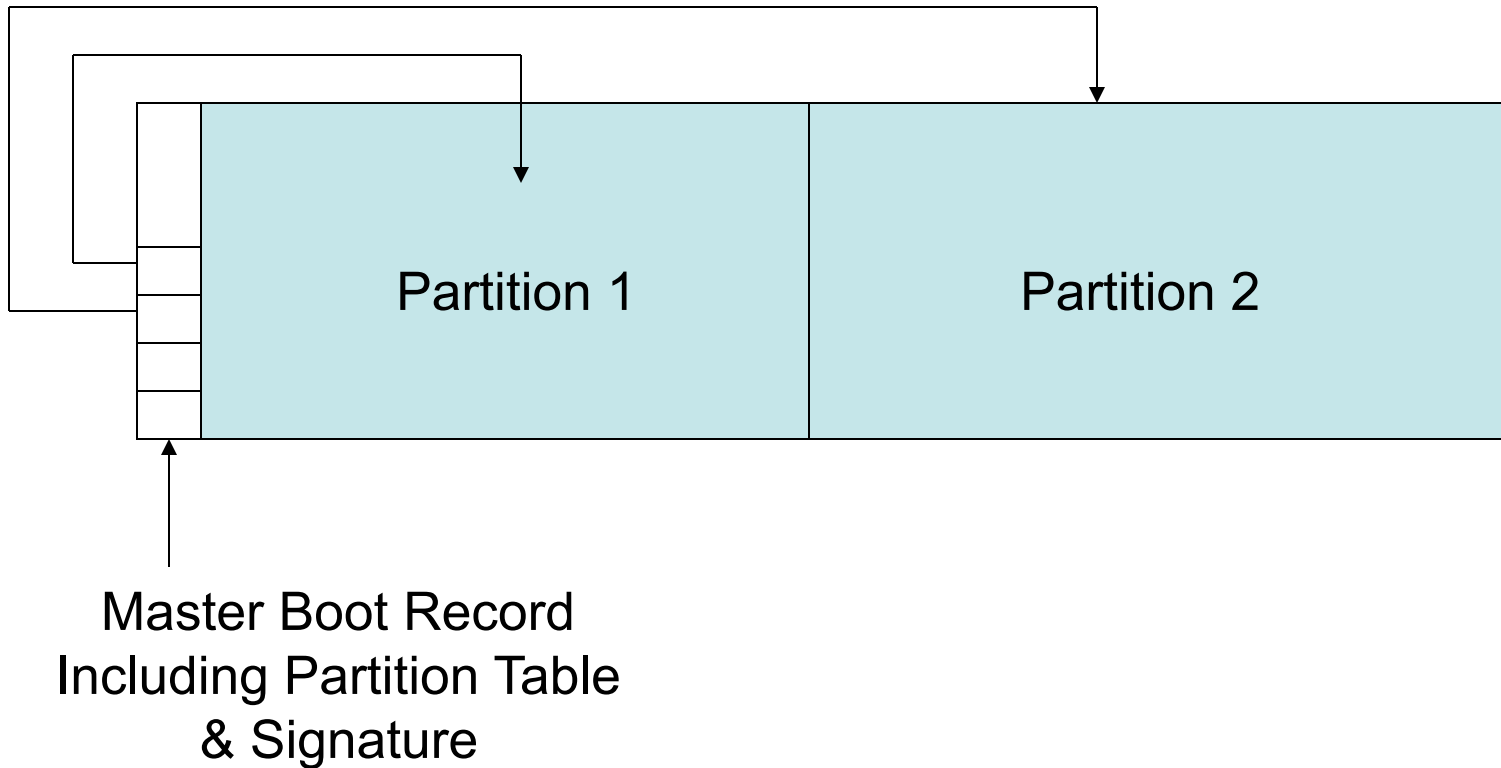 Partition 1
Partition 2
Master Boot Record
Including Partition Table
& Signature